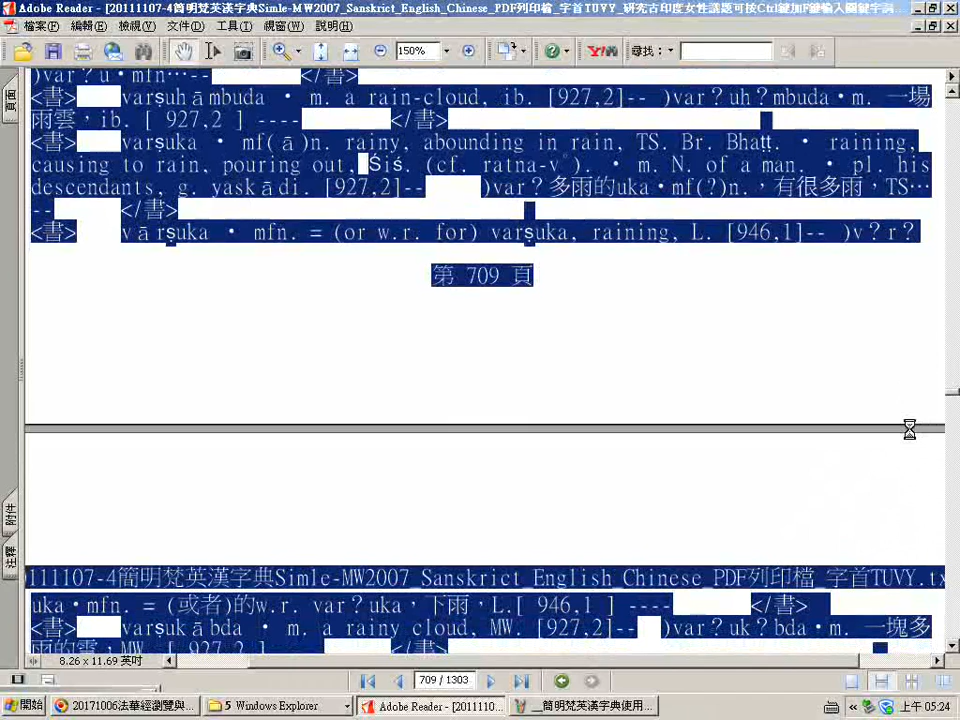 Adobe Reader - [20111107-4簡明梵英漢字典Simle-MW2007_Sanskrict_English_Chinese_PDF列印檔_字首TUVY_研究古印度女性議題可按Ctrl鍵加F鍵輸入關鍵字詞...
檔案(F) 編輯(E) 檢視(V) 文件(D) 工具(T) 視窗(W) 說明(H)
150% Y! 尋找：
頁面
)var？u・mfn…-- </書>
<書> varṣuhāmbuda ・ m. a rain-cloud, ib. [927,2]-- )var？uh？mbuda・m. 一場
雨雲，ib. [ 927,2 ] ---- </書>
<書> varṣuka ・ mf(ā)n. rainy, abounding in rain, TS. Br. Bhaṭṭ. ・ raining,
causing to rain, pouring out, Śiś. (cf. ratna-v°). ・ m. N. of a man. ・ pl. his
descendants, g. yaskādi. [927,2]-- )var？多雨的uka・mf(?)n.，有很多雨，TS…
-- </書>
<書> vārṣuka ・ mfn. = (or w.r. for) varṣuka, raining, L. [946,1]-- )v？r？
第 709 頁
附件
注釋
)111107-4簡明梵英漢字典Simle-MW2007_Sanskrict_English_Chinese_PDF列印檔_字首TUVY.tx
uka・mfn. = (或者)的w.r. var？uka，下雨，L.[ 946,1 ] ---- </書>
<書> varṣukābda ・ m. a rainy cloud, MW. [927,2]-- )var？uk？bda・m. 一塊多
雨的雲，MW. [ 927,2 ] </書>
8.26 x 11.69 英吋
709 / 1303
開始 20171006法華經瀏覽與... 5 Windows Explorer Adobe Reader - [2011110... __簡明梵英字典使用... 上午 05:24